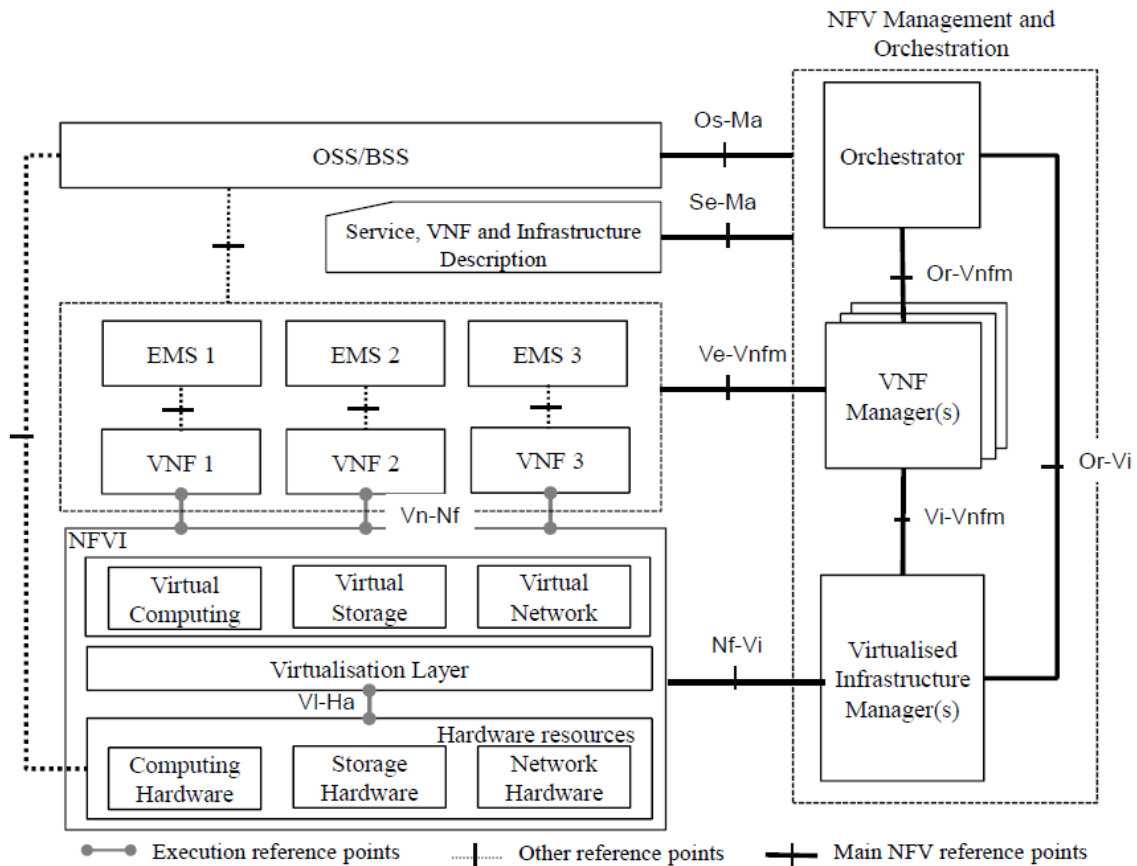 NFV Management and
Orchestration
Os-Ma
OSS/BSS
Orchestrator
Se-Ma
Service, VNF and Infrastructure
Description
Or-Vnfm
EMS 1
EMS 2
EMS 3
Ve-Vnfm
VNF
Manager(s)
VNF 1
VNF 2
VNF 3
Or-Vi
Vn-Nf
Vi-Vnfm
NFVI
Virtual
Computing
Virtual
Storage
Virtual
Network
Nf-Vi
Virtualised
Infrastructure
Manager(s)
Virtualisation Layer
Vl-Ha
Hardware resources
Computing
Hardware
Storage
Hardware
Network
Hardware
Execution reference points
Other reference points
Main NFV reference points